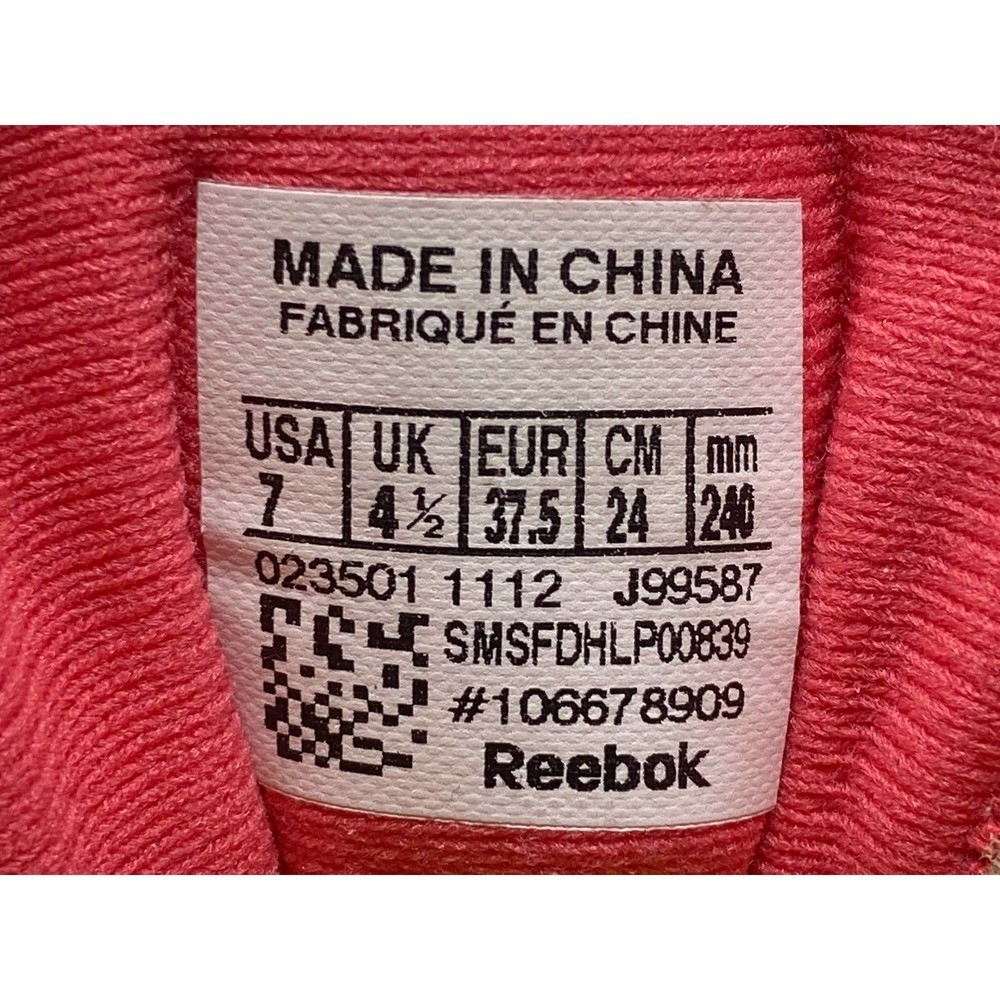 MADE IN CHINA
FABRIQUÉ EN CHINE
USA UK EUR CM mm
7 4 ½ 37.5 24 240
023501 1112 J99587
SMSFDHLP00839
#106678909
Reebok